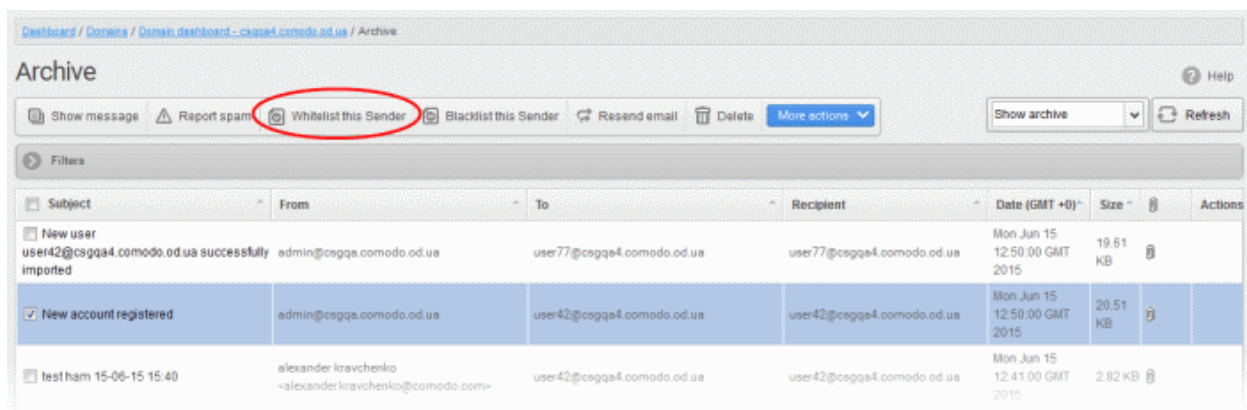 Dashboard / Domains / Domain dashboard - csgqa4.comodo.od.ua / Archive
Archive
Help
Show message Report spam Whitelist this Sender Blacklist this Sender Resend email Delete More actions Show archive Refresh
Filters
Subject From To Recipient Date (GMT +0) Size Actions
New user
user42@csgqa4.comodo.od.ua successfully
imported
admin@csgqa.comodo.od.ua
user77@csgqa4.comodo.od.ua
user77@csgqa4.comodo.od.ua
Mon Jun 15
12:50:00 GMT
2015
19.61
KB
New account registered
admin@csgqa.comodo.od.ua
user42@csgqa4.comodo.od.ua
user42@csgqa4.comodo.od.ua
Mon Jun 15
12:50:00 GMT
2015
20.51
KB
test ham 15-06-15 15:40
alexander kravchenko
<alexander.kravchenko@comodo.com>
user42@csgqa4.comodo.od.ua
user42@csgqa4.comodo.od.ua
Mon Jun 15
12:41:00 GMT
2015
2.82 KB